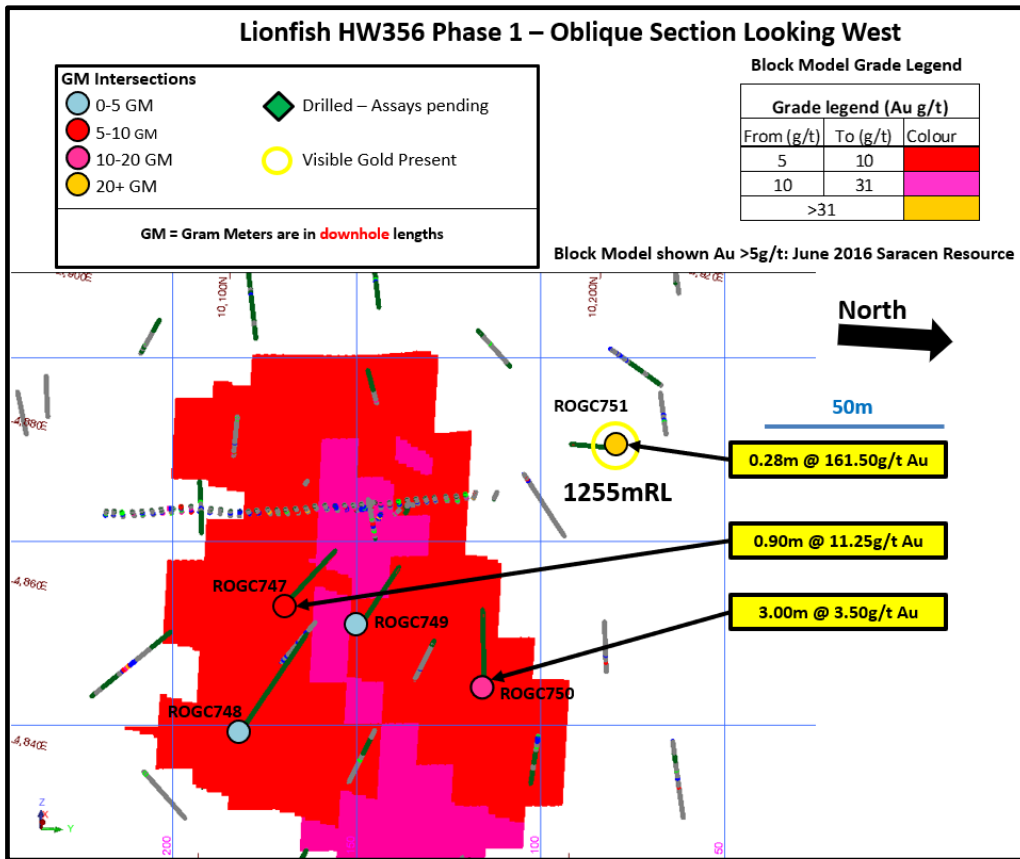 Lionfish HW356 Phase 1 – Oblique Section Looking West
GM Intersections
0-5 GM
5-10 GM
10-20 GM
20+ GM
Drilled – Assays pending
Visible Gold Present
GM = Gram Meters are in downhole lengths
Block Model Grade Legend
Grade legend (Au g/t)
From (g/t) To (g/t) Colour
5 10
10 31
>31
Block Model shown Au >5g/t: June 2016 Saracen Resource
10,100N
10,200N
North
50m
4,880E
ROGC751
0.28m @ 161.50g/t Au
1255mRL
0.90m @ 11.25g/t Au
4,860E
ROGC747
ROGC749
3.00m @ 3.50g/t Au
ROGC750
ROGC748
4,840E
Z
X
Y
200
100
50